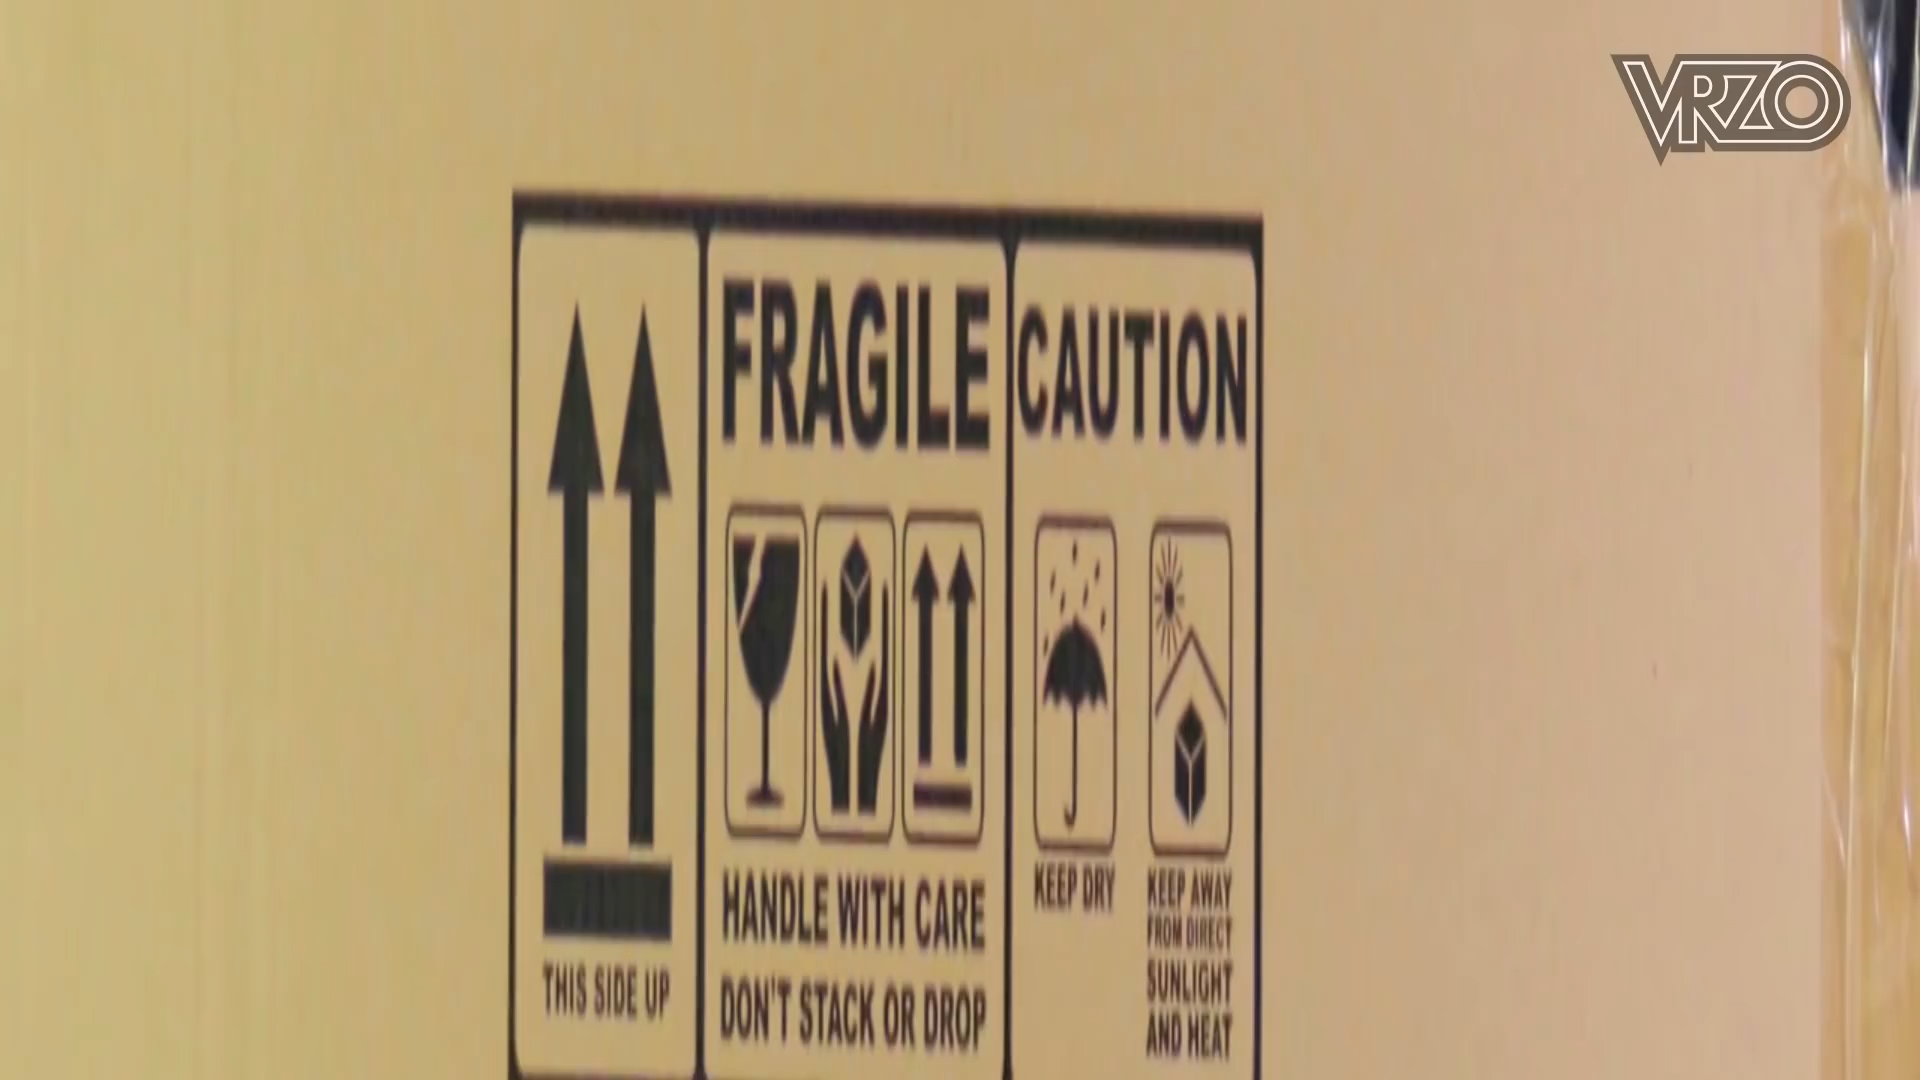 VRZO
FRAGILE
CAUTION
THIS SIDE UP
HANDLE WITH CARE
DON'T STACK OR DROP
KEEP DRY
KEEP AWAY
FROM DIRECT
SUNLIGHT
AND HEAT